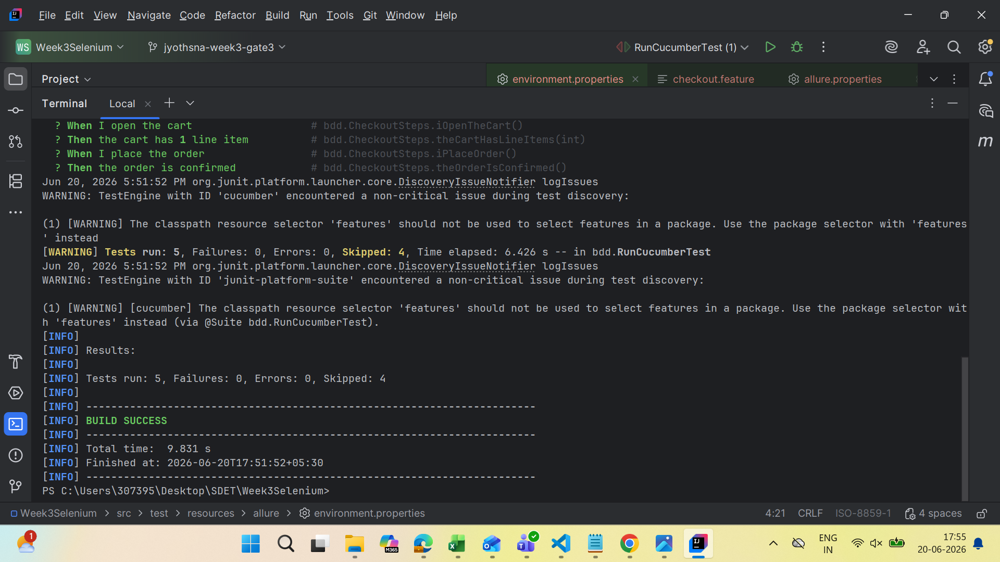 File Edit View Navigate Code Refactor Build Run Tools Git Window Help
WS Week3Selenium jyothsna-week3-gate3 RunCucumberTest (1)
Project environment.properties checkout.feature allure.properties
Terminal Local
? When I open the cart # bdd.CheckoutSteps.iOpenTheCart()
? Then the cart has 1 line item # bdd.CheckoutSteps.theCartHasLineItems(int)
? When I place the order # bdd.CheckoutSteps.iPlaceOrder()
? Then the order is confirmed # bdd.CheckoutSteps.theOrderIsConfirmed()
Jun 20, 2026 5:51:52 PM org.junit.platform.launcher.core.DiscoveryIssueNotifier logIssues
WARNING: TestEngine with ID 'cucumber' encountered a non-critical issue during test discovery:
(1) [WARNING] The classpath resource selector 'features' should not be used to select features in a package. Use the package selector with 'features
' instead
[WARNING] Tests run: 5, Failures: 0, Errors: 0, Skipped: 4, Time elapsed: 6.426 s -- in bdd.RunCucumberTest
Jun 20, 2026 5:51:52 PM org.junit.platform.launcher.core.DiscoveryIssueNotifier logIssues
WARNING: TestEngine with ID 'junit-platform-suite' encountered a non-critical issue during test discovery:
(1) [WARNING] [cucumber] The classpath resource selector 'features' should not be used to select features in a package. Use the package selector wit
h 'features' instead (via @Suite bdd.RunCucumberTest).
[INFO]
[INFO] Results:
[INFO]
[INFO] Tests run: 5, Failures: 0, Errors: 0, Skipped: 4
[INFO]
[INFO] ------------------------------------------------------------------------
[INFO] BUILD SUCCESS
[INFO] ------------------------------------------------------------------------
[INFO] Total time:  9.831 s
[INFO] Finished at: 2026-06-20T17:51:52+05:30
[INFO] ------------------------------------------------------------------------
PS C:\Users\307395\Desktop\SDET\Week3Selenium>
Week3Selenium > src > test > resources > allure > environment.properties 4:21 CRLF ISO-8859-1 4 spaces
1 M365 ENG 17:55
IN 20-06-2026